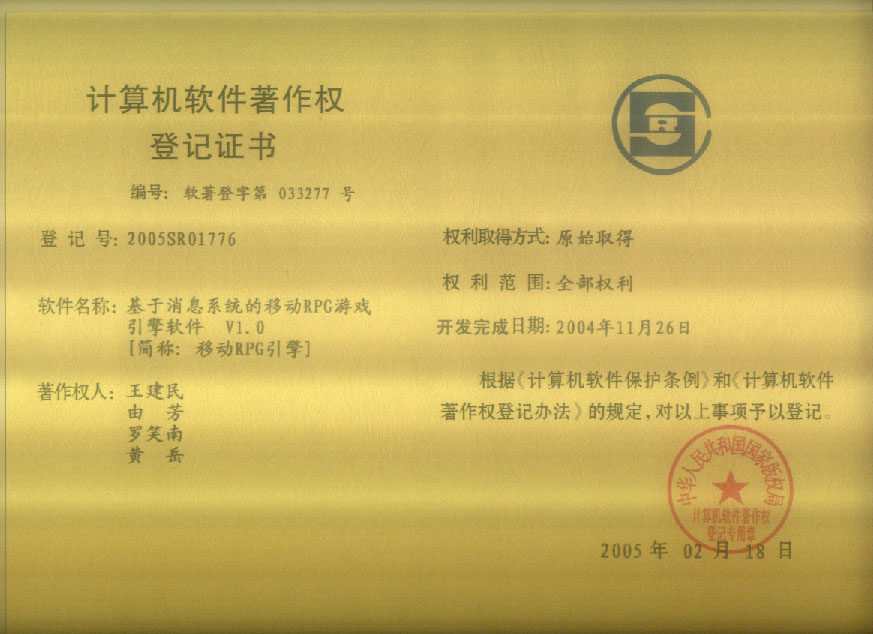 计算机软件著作权
登记证书
编号: 软著登字第 033277 号
登 记 号: 2005SR01776
软件名称: 基于消息系统的移动RPG游戏
引擎软件 V1.0
[简称: 移动RPG引擎]
著作权人: 王建民
由 芳
罗笑南
黄 岳
R
权利取得方式: 原始取得
权 利 范 围: 全部权利
开发完成日期: 2004年11月26日
根据《计算机软件保护条例》和《计算机软件
著作权登记办法》的规定, 对以上事项予以登记。
中华人民共和国国家版权局
计算机软件著作权
登记专用章
2005 年 02 月 18 日